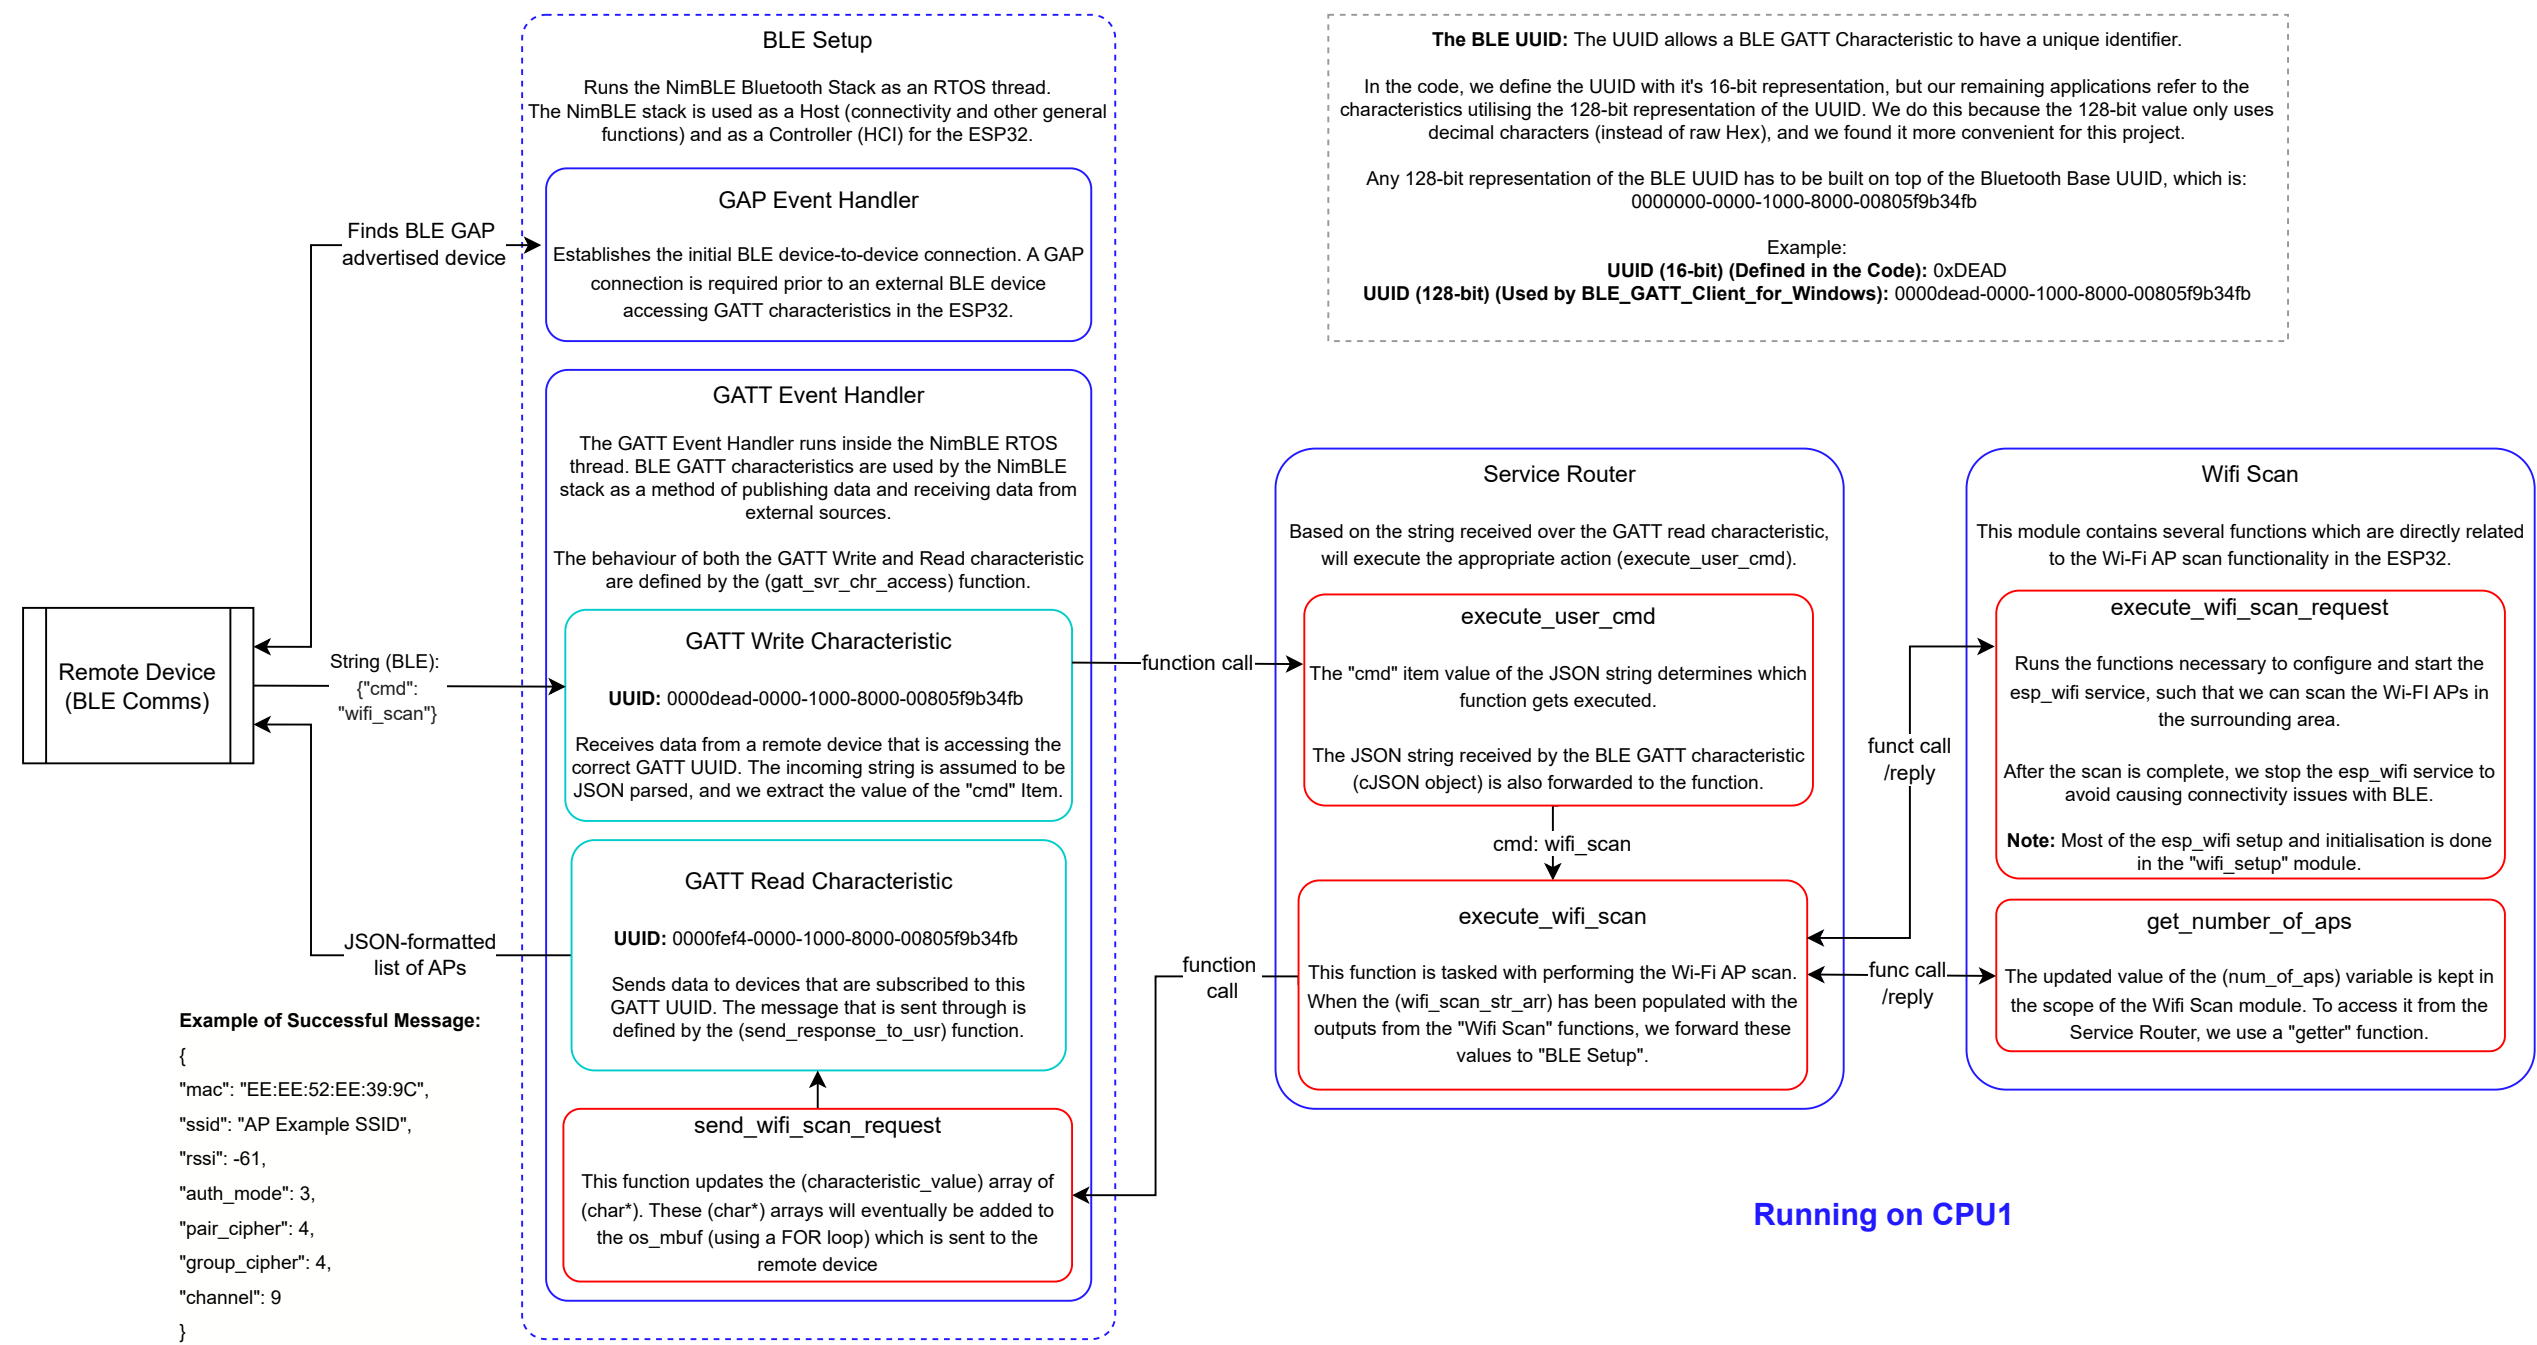 BLE Setup
Runs the NimBLE Bluetooth Stack as an RTOS thread.
The NimBLE stack is used as a Host (connectivity and other general
functions) and as a Controller (HCI) for the ESP32.
GAP Event Handler
Establishes the initial BLE device-to-device connection. A GAP
connection is required prior to an external BLE device
accessing GATT characteristics in the ESP32.
Finds BLE GAP
advertised device
The BLE UUID: The UUID allows a BLE GATT Characteristic to have a unique identifier.
In the code, we define the UUID with it's 16-bit representation, but our remaining applications refer to the
characteristics utilising the 128-bit representation of the UUID. We do this because the 128-bit value only uses
decimal characters (instead of raw Hex), and we found it more convenient for this project.
Any 128-bit representation of the BLE UUID has to be built on top of the Bluetooth Base UUID, which is:
0000000-0000-1000-8000-00805f9b34fb
Example:
UUID (16-bit) (Defined in the Code): 0xDEAD
UUID (128-bit) (Used by BLE_GATT_Client_for_Windows): 0000dead-0000-1000-8000-00805f9b34fb
GATT Event Handler
The GATT Event Handler runs inside the NimBLE RTOS
thread. BLE GATT characteristics are used by the NimBLE
stack as a method of publishing data and receiving data from
external sources.
The behaviour of both the GATT Write and Read characteristic
are defined by the (gatt_svr_chr_access) function.
Remote Device
(BLE Comms)
String (BLE):
{"cmd":
"wifi_scan"}
GATT Write Characteristic
UUID: 0000dead-0000-1000-8000-00805f9b34fb
Receives data from a remote device that is accessing the
correct GATT UUID. The incoming string is assumed to be
JSON parsed, and we extract the value of the "cmd" Item.
function call
GATT Read Characteristic
UUID: 0000fef4-0000-1000-8000-00805f9b34fb
Sends data to devices that are subscribed to this
GATT UUID. The message that is sent through is
defined by the (send_response_to_usr) function.
JSON-formatted
list of APs
send_wifi_scan_request
This function updates the (characteristic_value) array of
(char*). These (char*) arrays will eventually be added to
the os_mbuf (using a FOR loop) which is sent to the
remote device
function
call
Example of Successful Message:
{
"mac": "EE:EE:52:EE:39:9C",
"ssid": "AP Example SSID",
"rssi": -61,
"auth_mode": 3,
"pair_cipher": 4,
"group_cipher": 4,
"channel": 9
}
Service Router
Based on the string received over the GATT read characteristic,
will execute the appropriate action (execute_user_cmd).
execute_user_cmd
The "cmd" item value of the JSON string determines which
function gets executed.
The JSON string received by the BLE GATT characteristic
(cJSON object) is also forwarded to the function.
cmd: wifi_scan
execute_wifi_scan
This function is tasked with performing the Wi-Fi AP scan.
When the (wifi_scan_str_arr) has been populated with the
outputs from the "Wifi Scan" functions, we forward these
values to "BLE Setup".
funct call
/reply
func call
/reply
Wifi Scan
This module contains several functions which are directly related
to the Wi-Fi AP scan functionality in the ESP32.
execute_wifi_scan_request
Runs the functions necessary to configure and start the
esp_wifi service, such that we can scan the Wi-FI APs in
the surrounding area.
After the scan is complete, we stop the esp_wifi service to
avoid causing connectivity issues with BLE.
Note: Most of the esp_wifi setup and initialisation is done
in the "wifi_setup" module.
get_number_of_aps
The updated value of the (num_of_aps) variable is kept in
the scope of the Wifi Scan module. To access it from the
Service Router, we use a "getter" function.
Running on CPU1